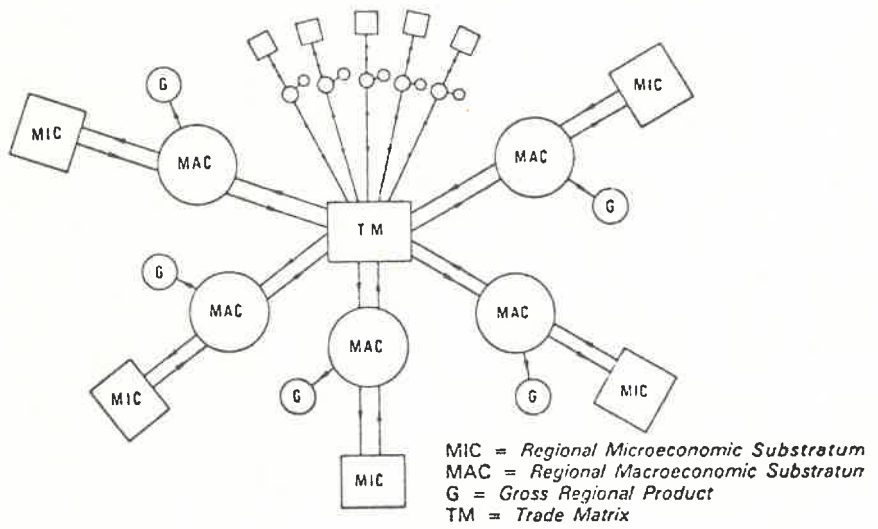 G
MIC
MIC
MAC
MAC
G
TM
G
MAC
MAC
MAC
G
G
MIC
MIC
MIC
MIC = Regional Microeconomic Substratum
MAC = Regional Macroeconomic Substratum
G = Gross Regional Product
TM = Trade Matrix